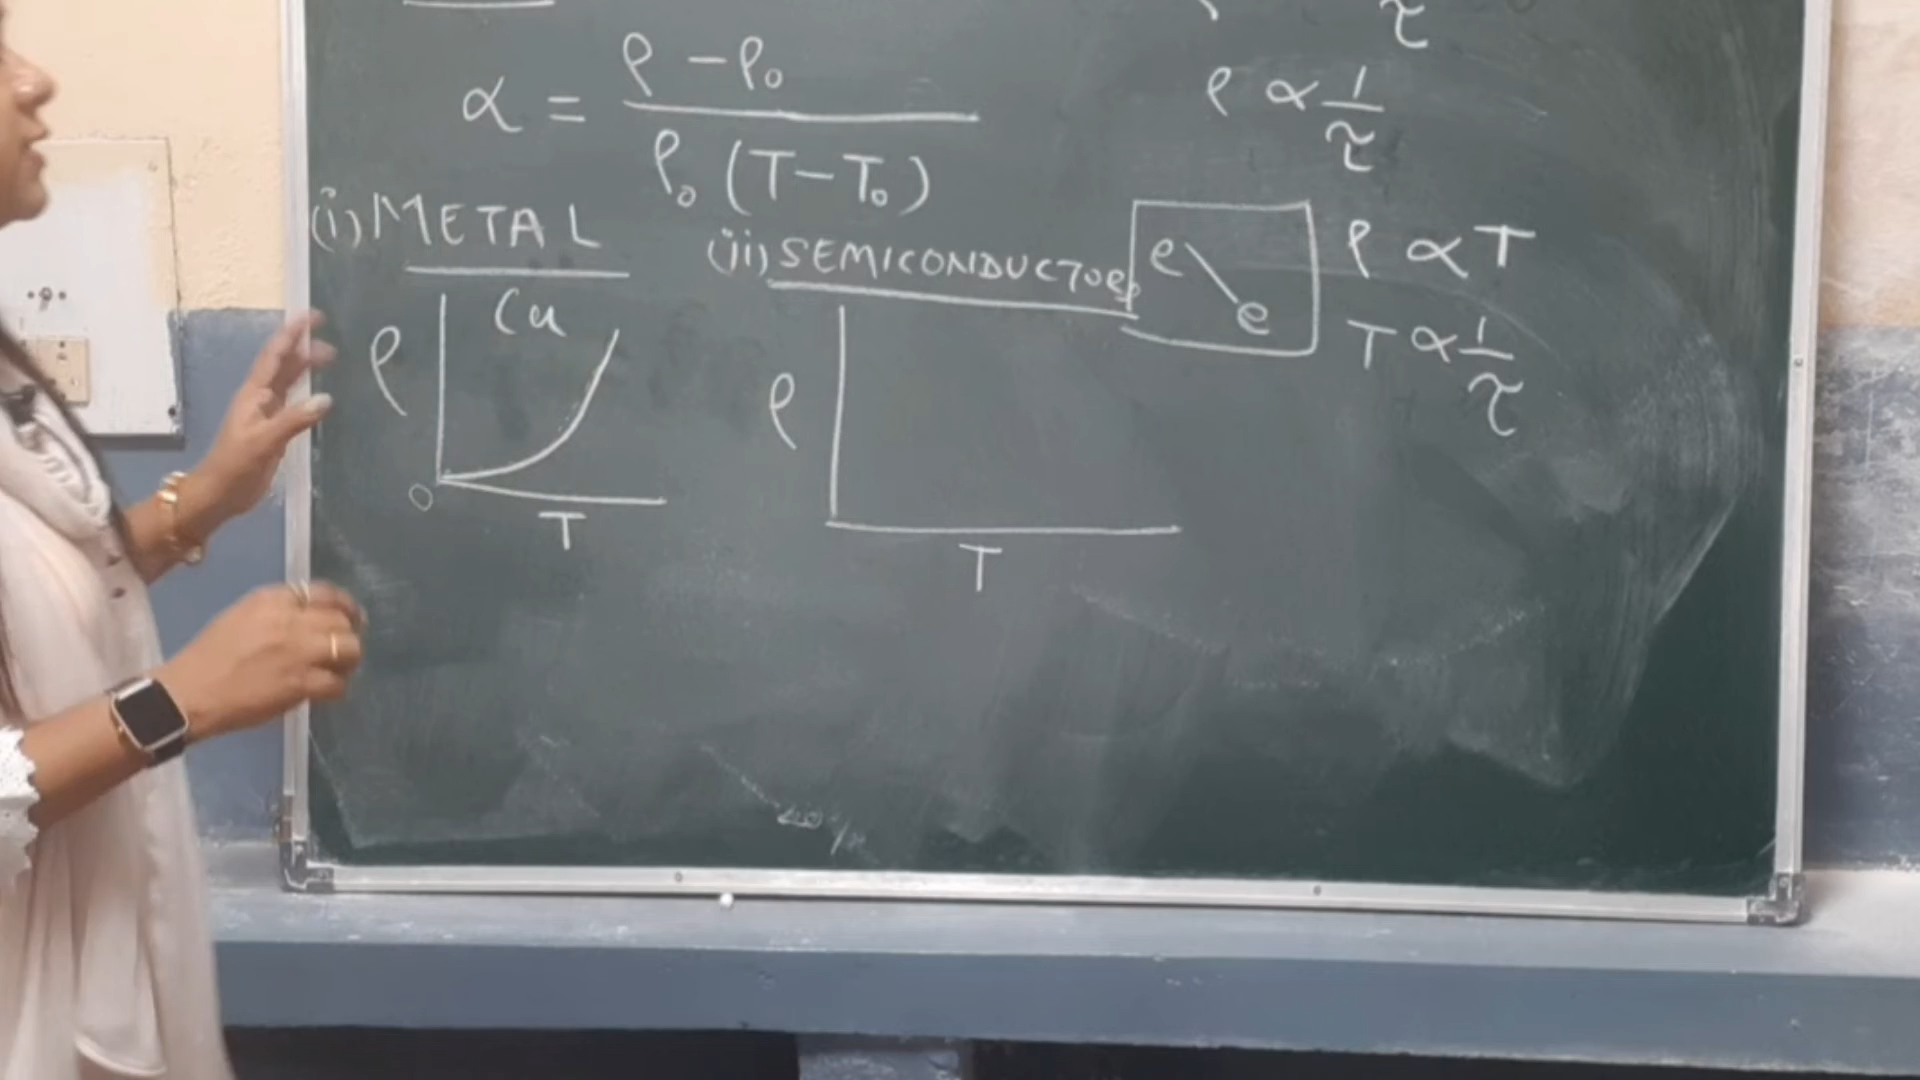 α = ρ - ρ₀ / ρ₀ (T - T₀)
(i) METAL
Cu
ρ
O
T
(ii) SEMICONDUCTOR
ρ
T
τ
ρ ∝ 1/τ
e e
ρ ∝ T
T ∝ 1/τ